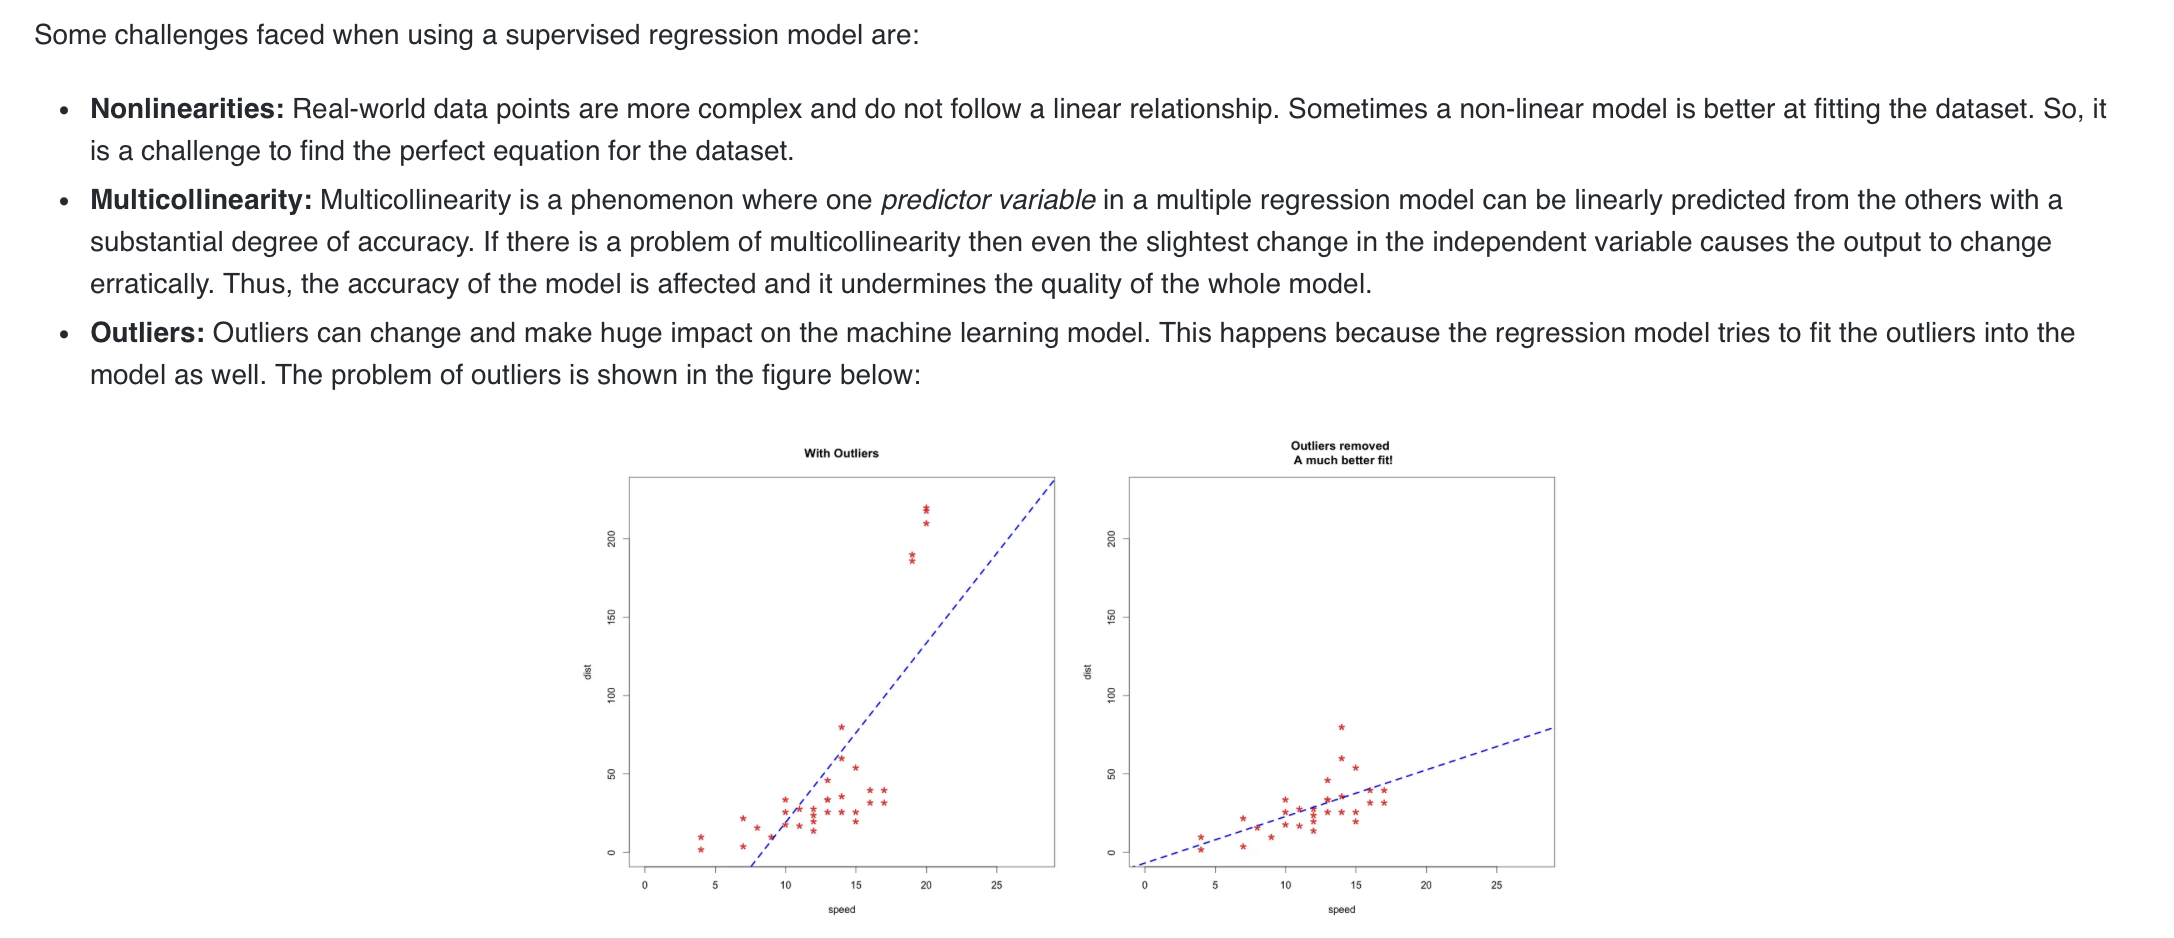 Some challenges faced when using a supervised regression model are:
• Nonlinearities: Real-world data points are more complex and do not follow a linear relationship. Sometimes a non-linear model is better at fitting the dataset. So, it
is a challenge to find the perfect equation for the dataset.
• Multicollinearity: Multicollinearity is a phenomenon where one predictor variable in a multiple regression model can be linearly predicted from the others with a
substantial degree of accuracy. If there is a problem of multicollinearity then even the slightest change in the independent variable causes the output to change
erratically. Thus, the accuracy of the model is affected and it undermines the quality of the whole model.
• Outliers: Outliers can change and make huge impact on the machine learning model. This happens because the regression model tries to fit the outliers into the
model as well. The problem of outliers is shown in the figure below:
With Outliers
200
150
100
50
0
dist
0 5 10 15 20 25
speed
Outliers removed
A much better fit!
200
150
100
50
0
dist
0 5 10 15 20 25
speed